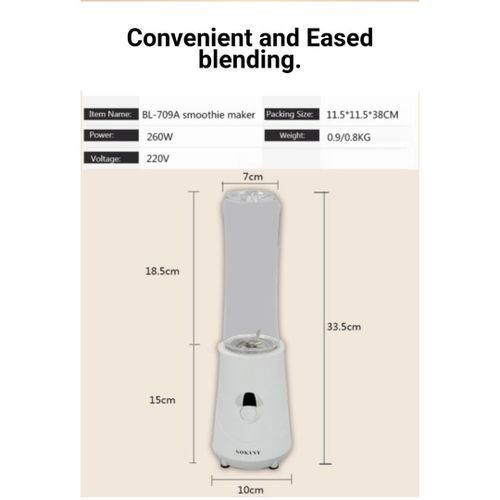 Convenient and Eased
blending.
Item Name: BL-709A smoothie maker Packing Size: 11.5*11.5*38CM
Power: 260W Weight: 0.9/0.8KG
Voltage: 220V
7cm
18.5cm
33.5cm
15cm
SOKANY
10cm